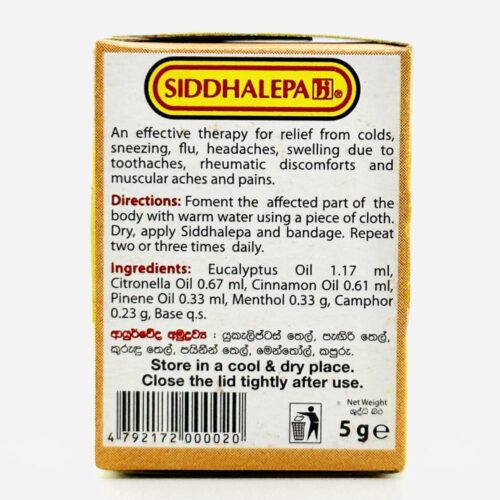 SIDDHALEPA ®
An effective therapy for relief from colds,
sneezing, flu, headaches, swelling due to
toothaches, rheumatic discomforts and
muscular aches and pains.
Directions: Foment the affected part of the
body with warm water using a piece of cloth.
Dry, apply Siddhalepa and bandage. Repeat
two or three times daily.
Ingredients: Eucalyptus Oil 1.17 ml,
Citronella Oil 0.67 ml, Cinnamon Oil 0.61 ml,
Pinene Oil 0.33 ml, Menthol 0.33 g, Camphor
0.23 g, Base q.s.
ආයුර්වේද අමුද්‍රව්‍ය : යුකැලිප්ටස් තෙල්, පැඟිරි තෙල්,
කුරුඳු තෙල්, පයිනීන් තෙල්, මෙන්තෝල්, කපුරු.
Store in a cool & dry place.
Close the lid tightly after use.
4 792172 000020
Net Weight
ශුද්ධ බර
5 g e